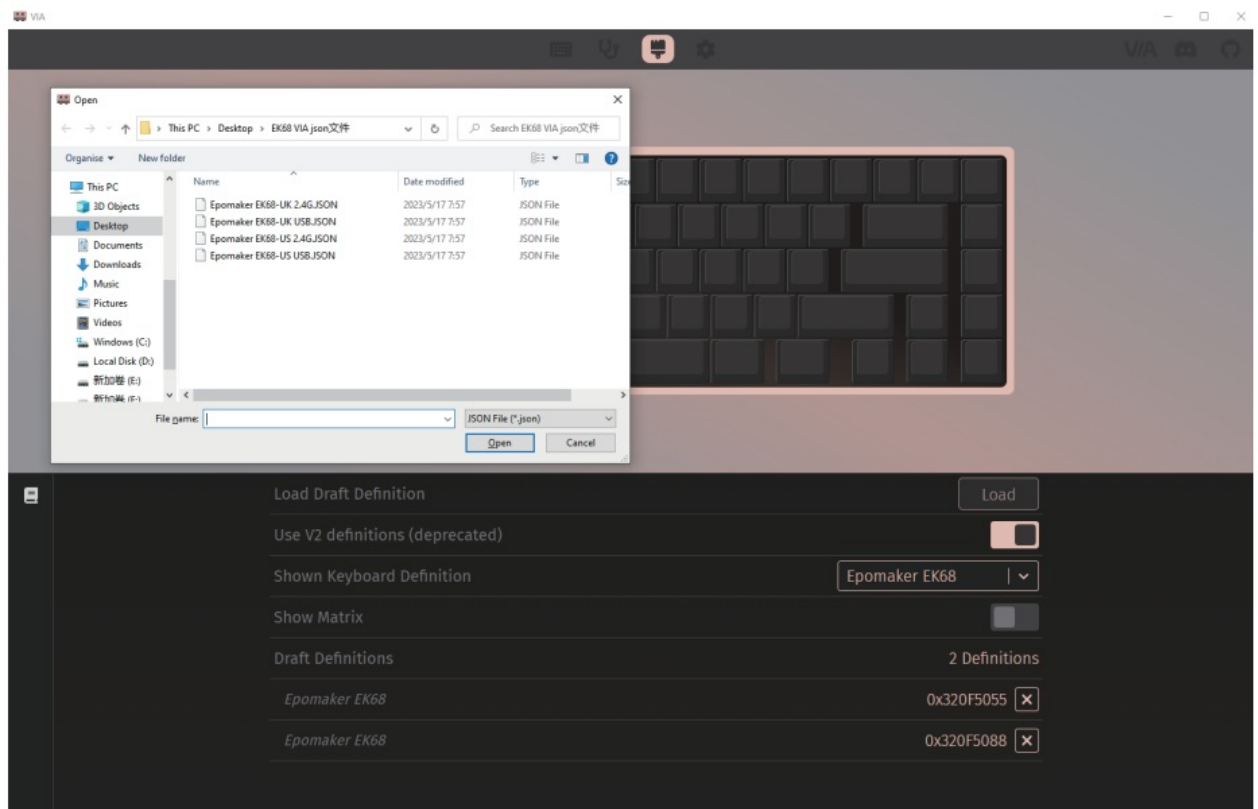 VIA
VIA
Open
This PC > Desktop > EK68 VIA json文件
Search EK68 VIA json文件
Organise
New folder
Name
Date modified
Type
Size
This PC
3D Objects
Desktop
Documents
Downloads
Music
Pictures
Videos
Windows (C:)
Local Disk (D:)
新加卷 (E:)
新加卷 (F:)
Epomaker EK68-UK 2.4G.JSON 2023/5/17 7:57 JSON File
Epomaker EK68-UK USB.JSON 2023/5/17 7:57 JSON File
Epomaker EK68-US 2.4G.JSON 2023/5/17 7:57 JSON File
Epomaker EK68-US USB.JSON 2023/5/17 7:57 JSON File
File name:
JSON File (*.json)
Open
Cancel
Load Draft Definition
Load
Use V2 definitions (deprecated)
Shown Keyboard Definition
Epomaker EK68
Show Matrix
Draft Definitions
2 Definitions
Epomaker EK68
0x320F5055
Epomaker EK68
0x320F5088